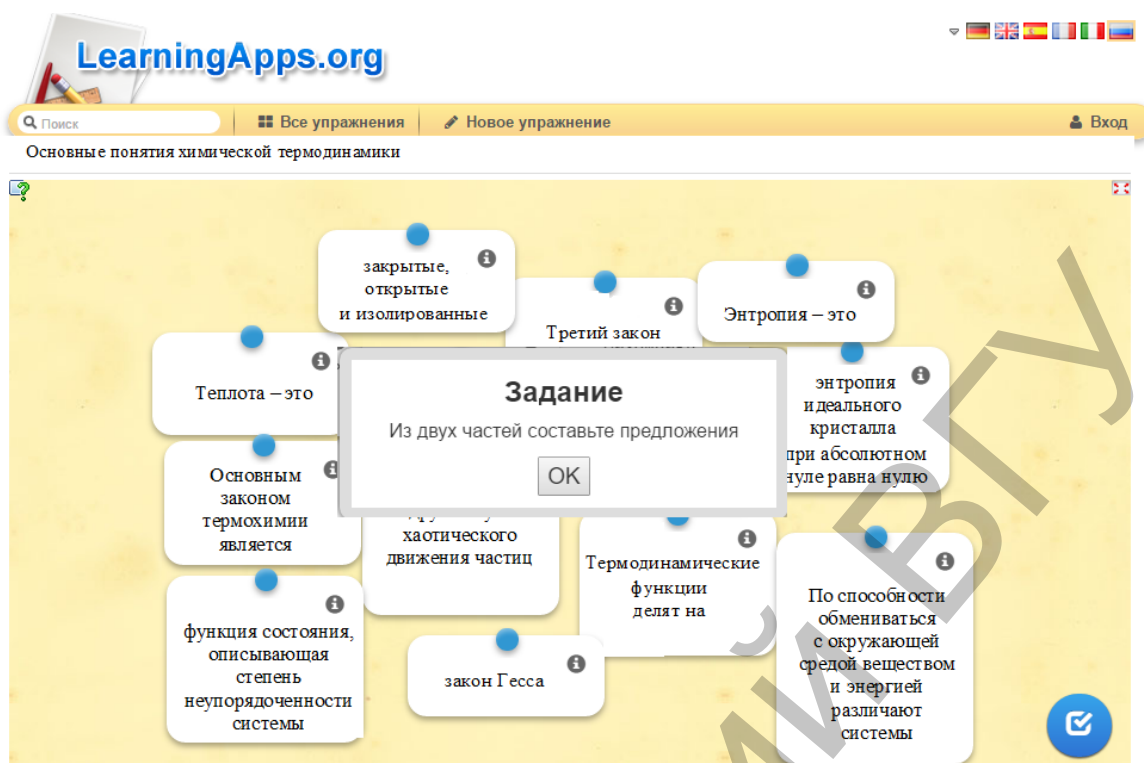 LearningApps.org
Поиск
Все упражнения
Новое упражнение
Вход
Основные понятия химической термодинамики
закрытые,
открытые
и изолированные
Третий закон
Энтропия – это
Теплота – это
Задание
Из двух частей составьте предложения
OK
энтропия
идеального
кристалла
при абсолютном
нуле равна нулю
Основным
законом
термохимии
является
хаотического
движения частиц
Термодинамические
функции
делят на
По способности
обмениваться
с окружающей
средой веществом
и энергией
различают
системы
функция состояния,
описывающая
степень
неупорядоченности
системы
закон Гесса
МИ ВГУ